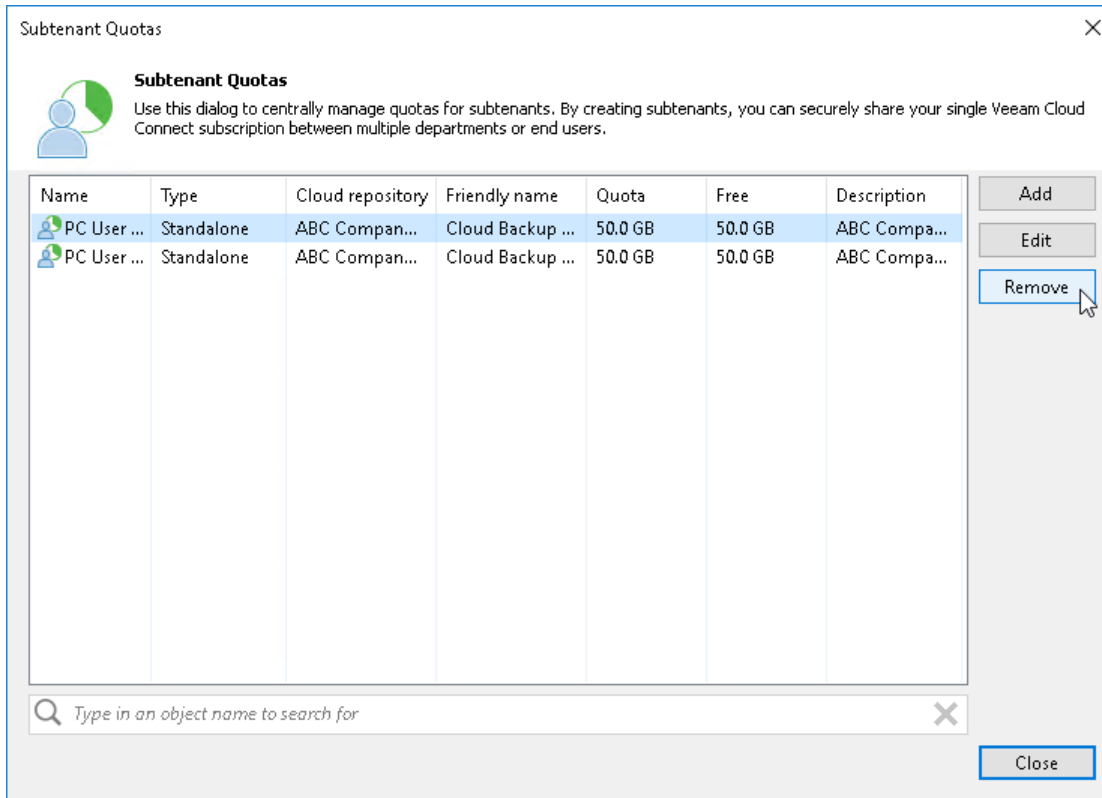 Subtenant Quotas
Subtenant Quotas
Use this dialog to centrally manage quotas for subtenants. By creating subtenants, you can securely share your single Veeam Cloud
Connect subscription between multiple departments or end users.
Name Type Cloud repository Friendly name Quota Free Description
PC User ... Standalone ABC Compan... Cloud Backup ... 50.0 GB 50.0 GB ABC Compa...
PC User ... Standalone ABC Compan... Cloud Backup ... 50.0 GB 50.0 GB ABC Compa...
Add
Edit
Remove
Type in an object name to search for
Close